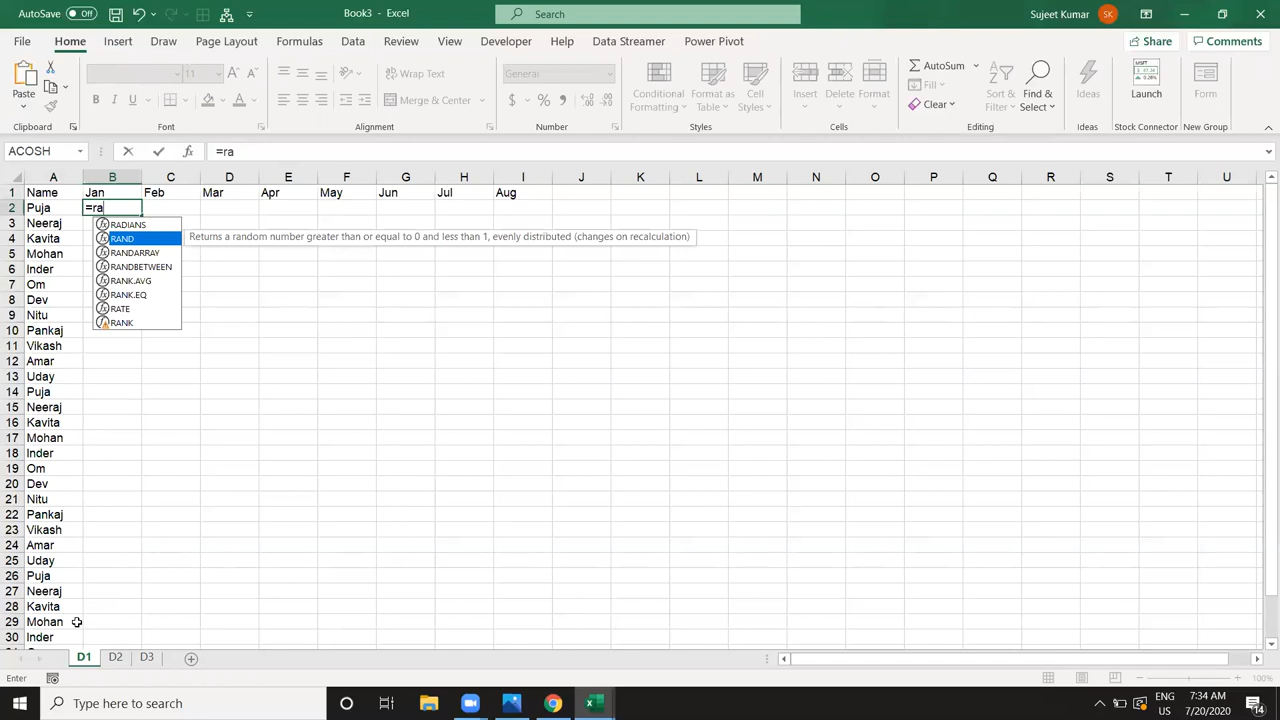 AutoSave Off Book3 - Excel Search Sujeet Kumar SK
File Home Insert Draw Page Layout Formulas Data Review View Developer Help Data Streamer Power Pivot Share Comments
Paste 11 Wrap Text General AutoSum
Merge & Center Conditional Formatting Format as Table Cell Styles Insert Delete Format Fill Clear Sort & Filter Find & Select Ideas Launch Form
Clipboard Font Alignment Number Styles Cells Editing Ideas Stock Connector New Group
ACOSH =ra
A B C D E F G H I J K L M N O P Q R S T U
1 Name Jan Feb Mar Apr May Jun Jul Aug
2 Puja =ra
3 Neeraj RADIANS
4 Kavita RAND Returns a random number greater than or equal to 0 and less than 1, evenly distributed (changes on recalculation)
5 Mohan RANDARRAY
6 Inder RANDBETWEEN
7 Om RANK.AVG
8 Dev RANK.EQ
9 Nitu RATE
10 Pankaj RANK
11 Vikash
12 Amar
13 Uday
14 Puja
15 Neeraj
16 Kavita
17 Mohan
18 Inder
19 Om
20 Dev
21 Nitu
22 Pankaj
23 Vikash
24 Amar
25 Uday
26 Puja
27 Neeraj
28 Kavita
29 Mohan
30 Inder
D1 D2 D3
Enter 100%
Type here to search ENG 7:34 AM
US 7/20/2020 14